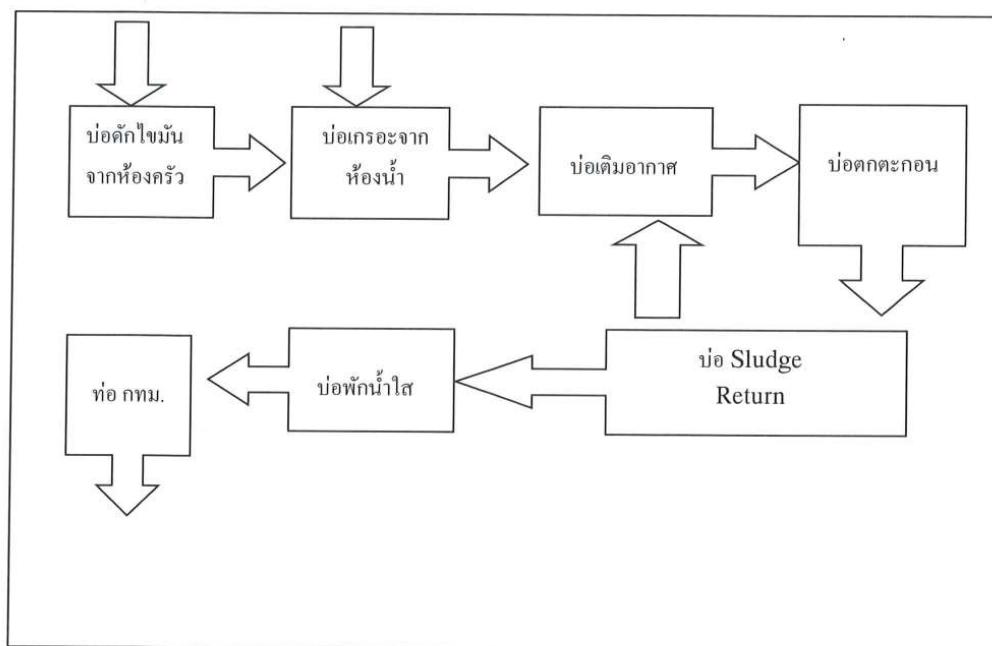 บ่อดักไขมัน
จากห้องครัว
บ่อเกรอะจาก
ห้องน้ำ
บ่อเติมอากาศ
บ่อตกตะกอน
ท่อ กทม.
บ่อพักน้ำใส
บ่อ Sludge
Return